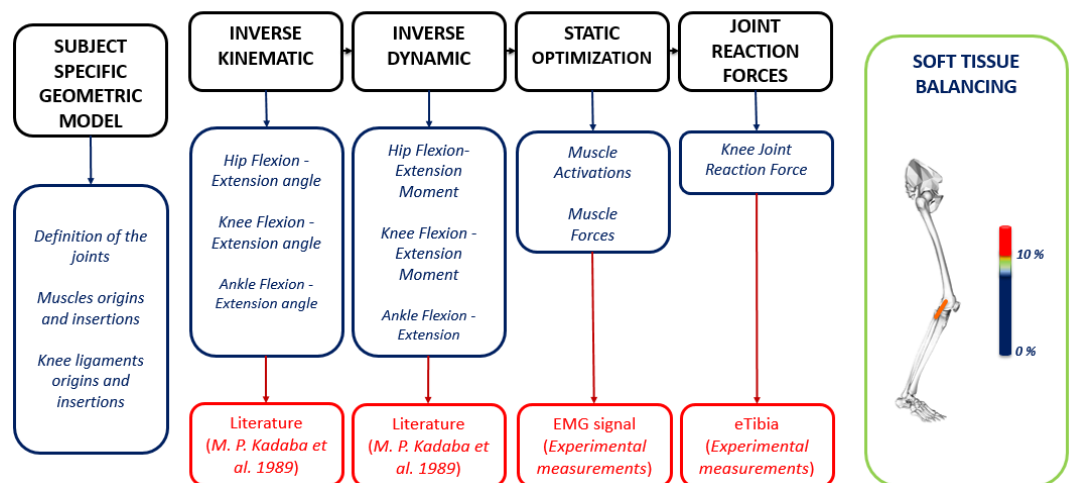 SUBJECT
SPECIFIC
GEOMETRIC
MODEL
Definition of the
joints
Muscles origins
and insertions
Knee ligaments
origins and
insertions
INVERSE
KINEMATIC
Hip Flexion -
Extension angle
Knee Flexion -
Extension angle
Ankle Flexion -
Extension angle
Literature
(M. P. Kadaba et
al. 1989)
INVERSE
DYNAMIC
Hip Flexion-
Extension
Moment
Knee Flexion -
Extension
Moment
Ankle Flexion -
Extension
Literature
(M. P. Kadaba et
al. 1989)
STATIC
OPTIMIZATION
Muscle
Activations
Muscle
Forces
EMG signal
(Experimental
measurements)
JOINT
REACTION
FORCES
Knee Joint
Reaction Force
eTibia
(Experimental
measurements)
SOFT TISSUE
BALANCING
10 %
0 %